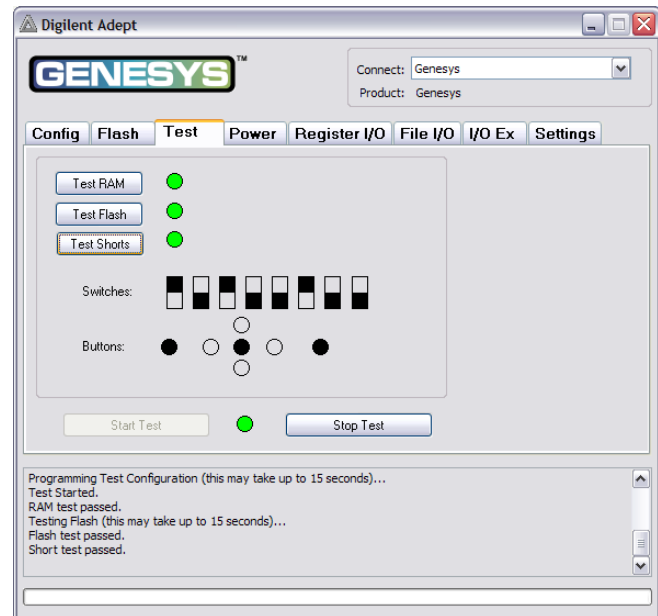 Digilent Adept
GENESYS™
Connect: Genesys
Product: Genesys
Config Flash Test Power Register I/O File I/O I/O Ex Settings
Test RAM
Test Flash
Test Shorts
Switches:
Buttons:
Start Test Stop Test
Programming Test Configuration (this may take up to 15 seconds)...
Test Started.
RAM test passed.
Testing Flash (this may take up to 15 seconds)...
Flash test passed.
Short test passed.